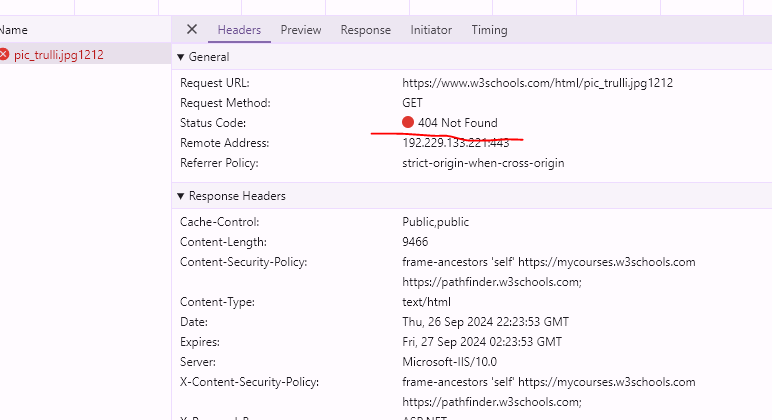 Name
Headers Preview Response Initiator Timing
pic_trulli.jpg1212
General
Request URL: https://www.w3schools.com/html/pic_trulli.jpg1212
Request Method: GET
Status Code: 404 Not Found
Remote Address: 192.229.133.221:443
Referrer Policy: strict-origin-when-cross-origin
Response Headers
Cache-Control: Public,public
Content-Length: 9466
Content-Security-Policy: frame-ancestors 'self' https://mycourses.w3schools.com
https://pathfinder.w3schools.com;
Content-Type: text/html
Date: Thu, 26 Sep 2024 22:23:53 GMT
Expires: Fri, 27 Sep 2024 02:23:53 GMT
Server: Microsoft-IIS/10.0
X-Content-Security-Policy: frame-ancestors 'self' https://mycourses.w3schools.com
https://pathfinder.w3schools.com;